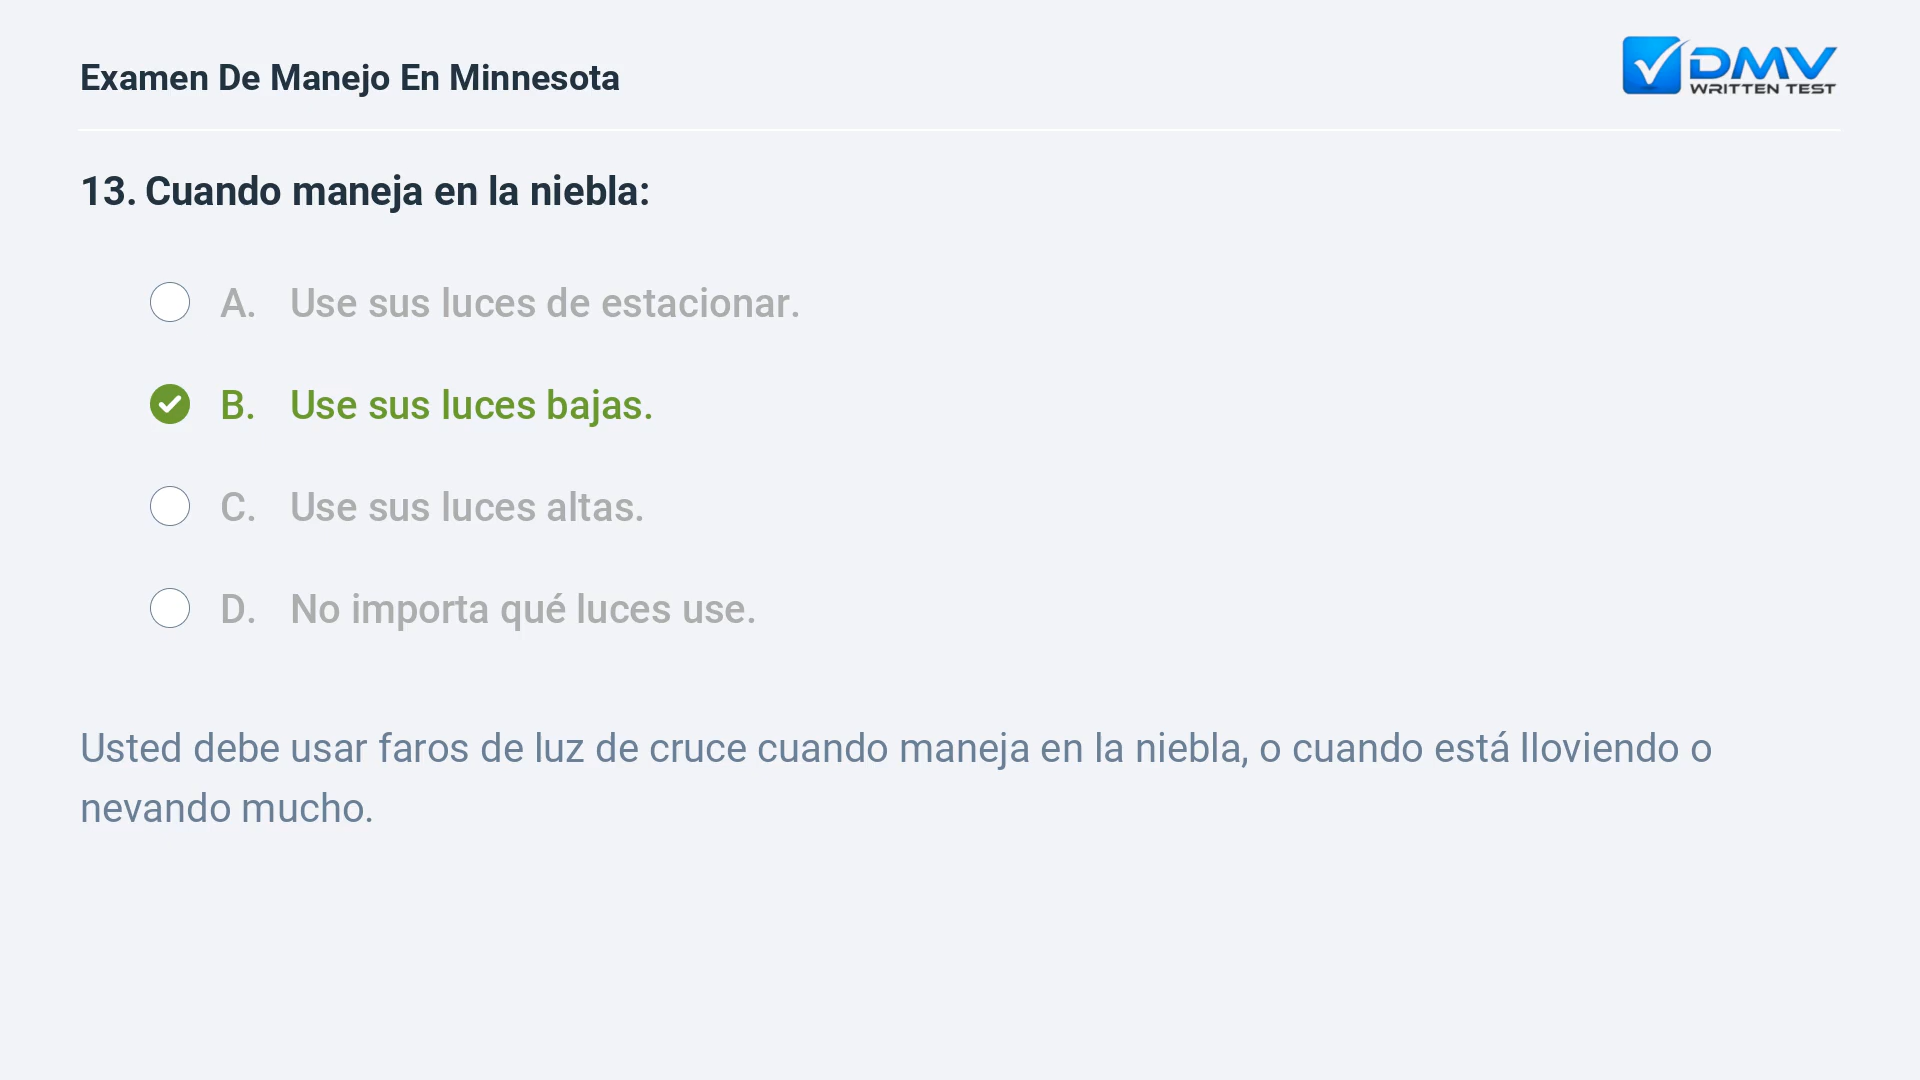 Examen De Manejo En Minnesota
DMV
WRITTEN TEST
13. Cuando maneja en la niebla:
A. Use sus luces de estacionar.
B. Use sus luces bajas.
C. Use sus luces altas.
D. No importa qué luces use.
Usted debe usar faros de luz de cruce cuando maneja en la niebla, o cuando está lloviendo o
nevando mucho.